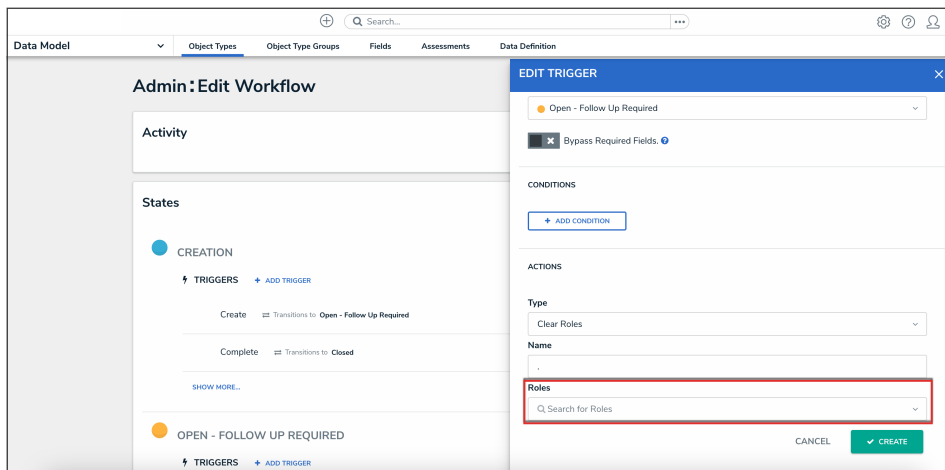 Search...
Data Model
Object Types
Object Type Groups
Fields
Assessments
Data Definition
Admin:Edit Workflow
Activity
States
CREATION
TRIGGERS
+ ADD TRIGGER
Create
Transitions to Open - Follow Up Required
Complete
Transitions to Closed
SHOW MORE...
OPEN - FOLLOW UP REQUIRED
TRIGGERS
+ ADD TRIGGER
EDIT TRIGGER
Open - Follow Up Required
Bypass Required Fields.
CONDITIONS
+ ADD CONDITION
ACTIONS
Type
Clear Roles
Name
.
Roles
Search for Roles
CANCEL
CREATE